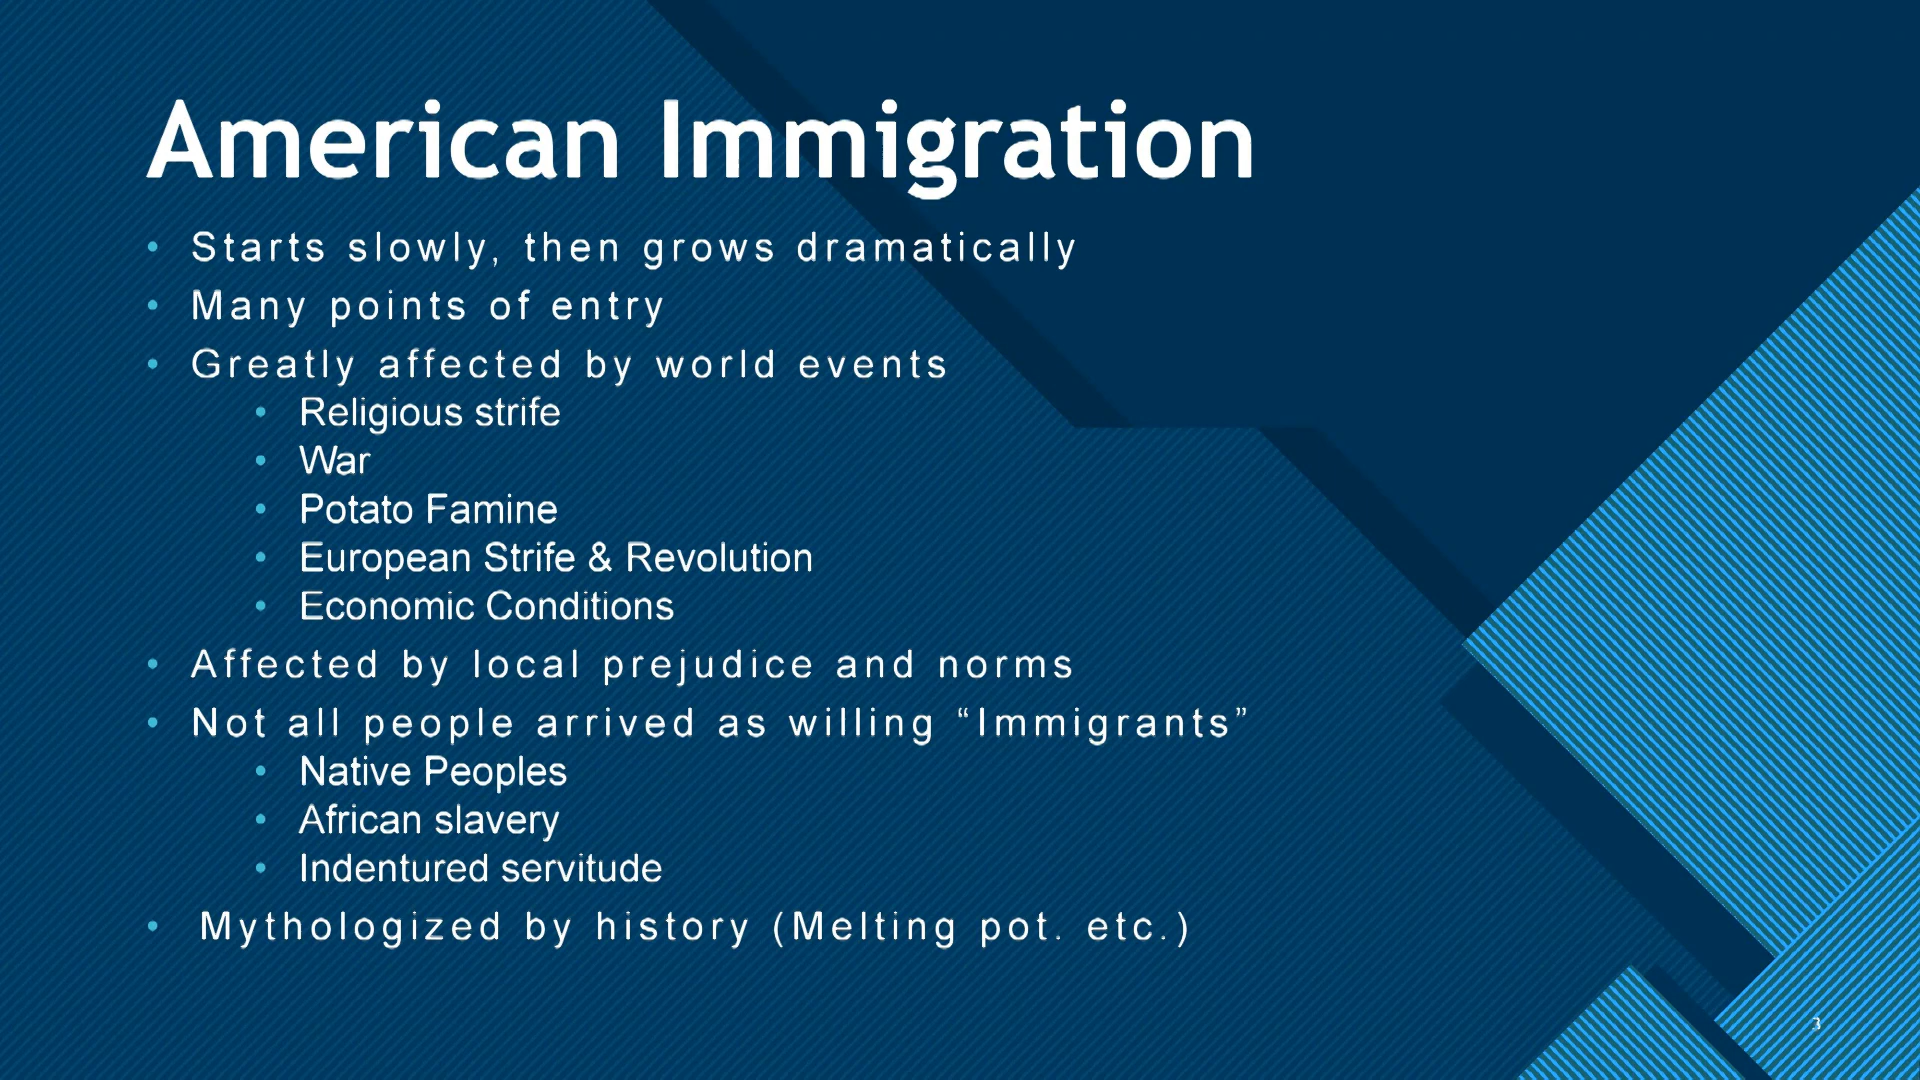 American Immigration
• Starts slowly, then grows dramatically
• Many points of entry
• Greatly affected by world events
• Religious strife
• War
• Potato Famine
• European Strife & Revolution
• Economic Conditions
• Affected by local prejudice and norms
• Not all people arrived as willing “Immigrants”
• Native Peoples
• African slavery
• Indentured servitude
• Mythologized by history (Melting pot. etc.)
3